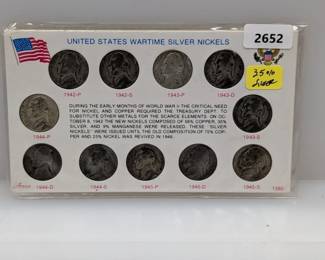 2652
UNITED STATES WARTIME SILVER NICKELS
35%
Silver
1942-P 1942-S 1943-P 1943-D
1944-P 1943-S
DURING THE EARLY MONTHS OF WORLD WAR II THE CRITICAL NEED
FOR NICKEL AND COPPER REQUIRED THE TREASURY DEPT. TO
SUBSTITUTE OTHER METALS FOR THE SCARCE ELEMENTS. ON OC-
TOBER 8, 1942 THE NEW NICKELS COMPOSED OF 56% COPPER, 35%
SILVER, AND 9% MANGANESE WERE RELEASED. THESE "SILVER
NICKELS" WERE ISSUED UNTIL THE OLD COMPOSITION OF 75% COP-
PER AND 25% NICKEL WAS REVIVED IN 1946.
1944-D 1944-S 1945-P 1945-D 1945-S